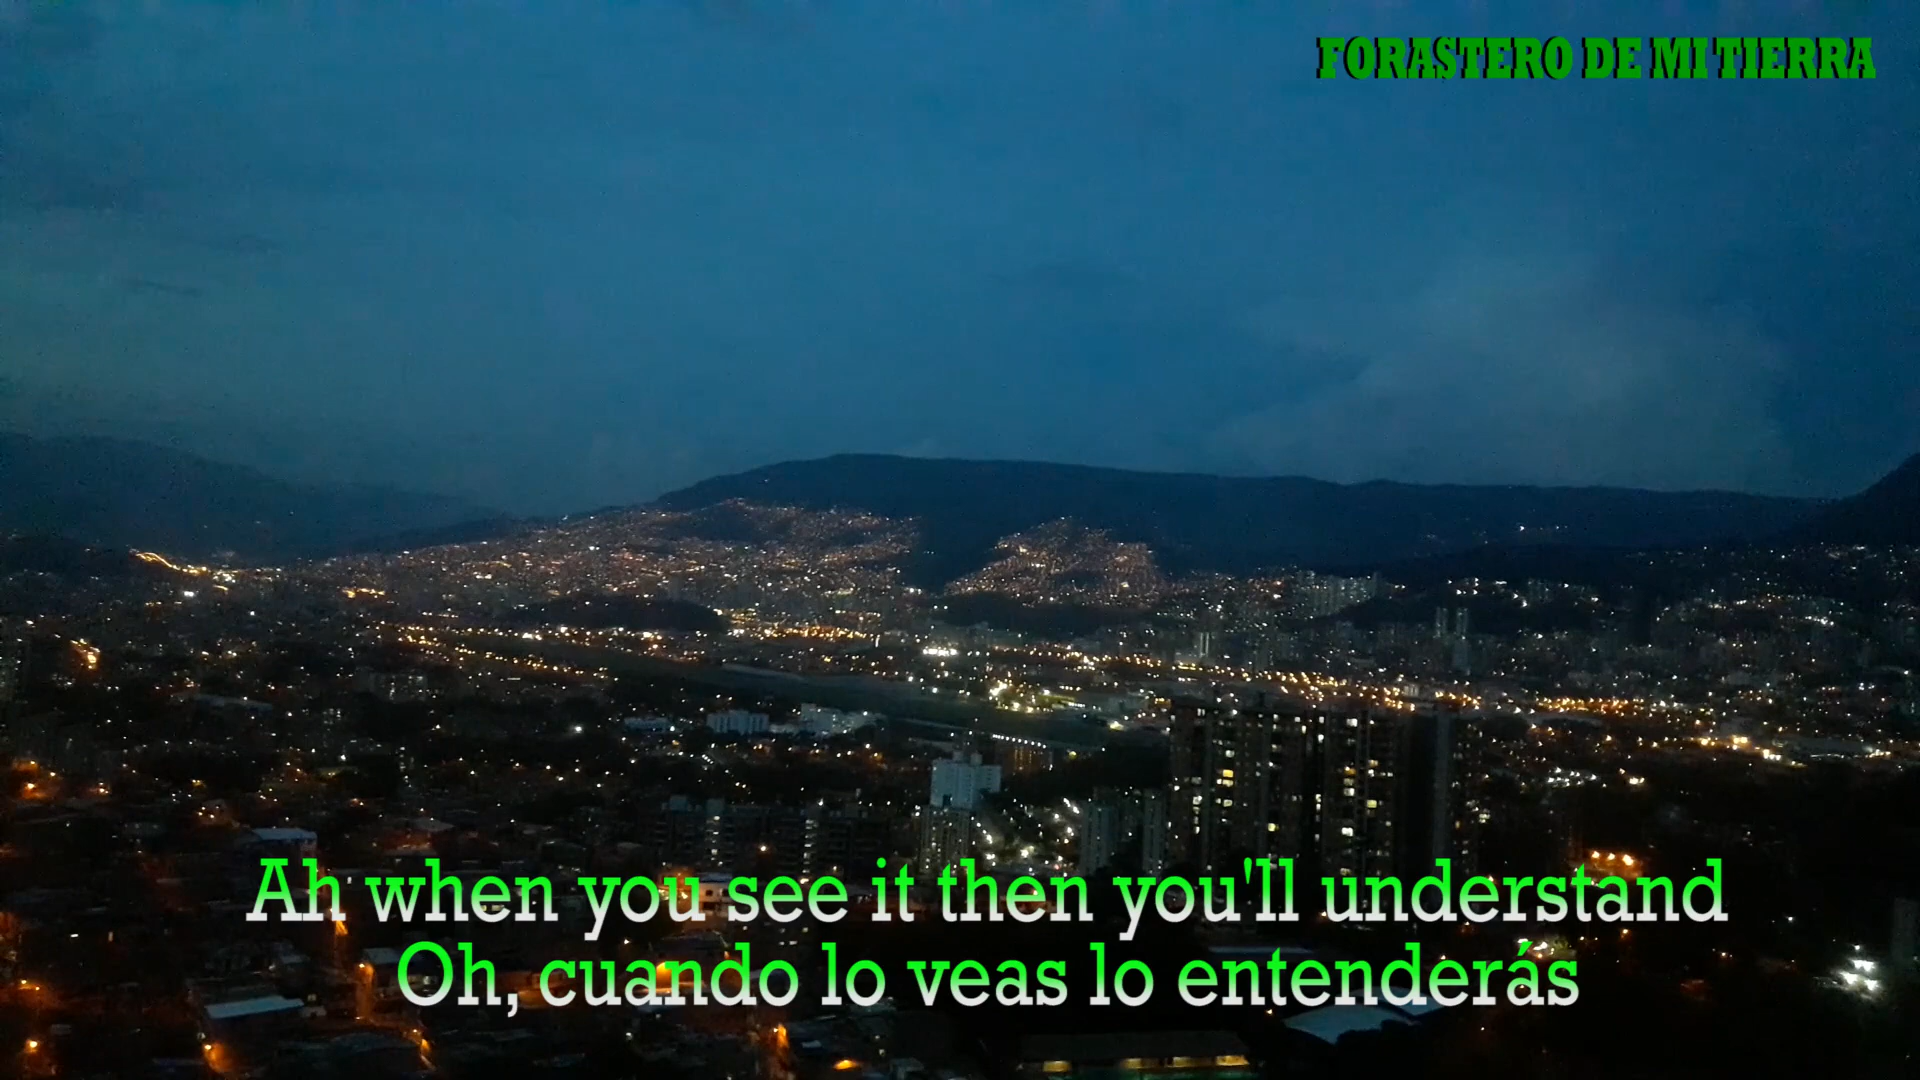 FORASTERO DE MI TIERRA
Ah when you see it then you'll understand
Oh, cuando lo veas lo entenderás